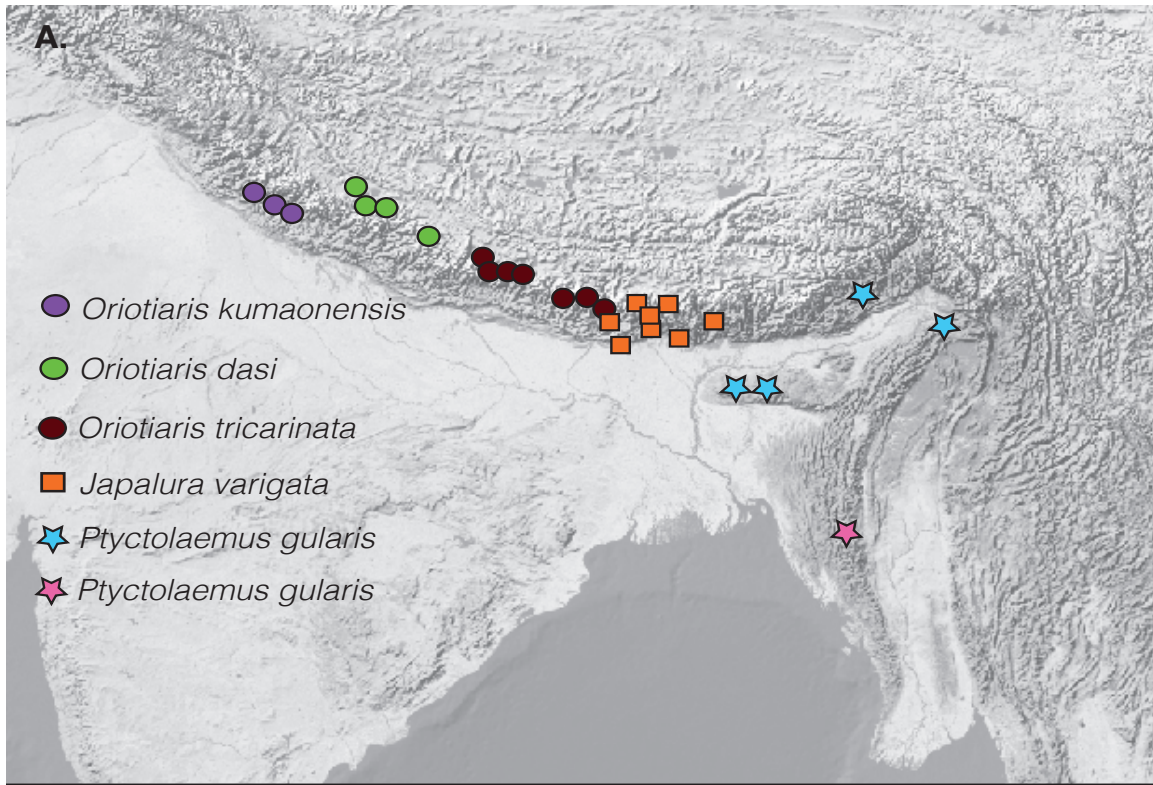 A.
Oriotiaris kumaonensis
Oriotiaris dasi
Oriotiaris tricarinata
Japalura varigata
Ptyctolaemus gularis
Ptyctolaemus gularis